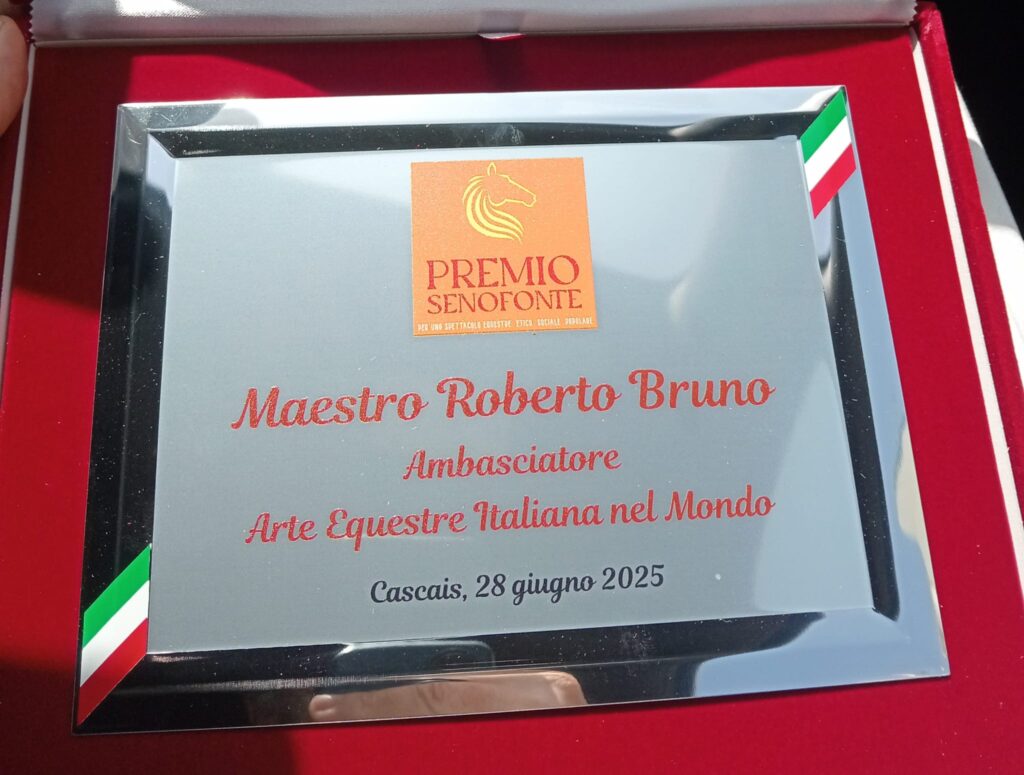 PREMIO
SENOFONTE
PER UNO SPETTACOLO EQUESTRE ETICO SOCIALE POPOLARE
Maestro Roberto Bruno
Ambasciatore
Arte Equestre Italiana nel Mondo
Cascais, 28 giugno 2025